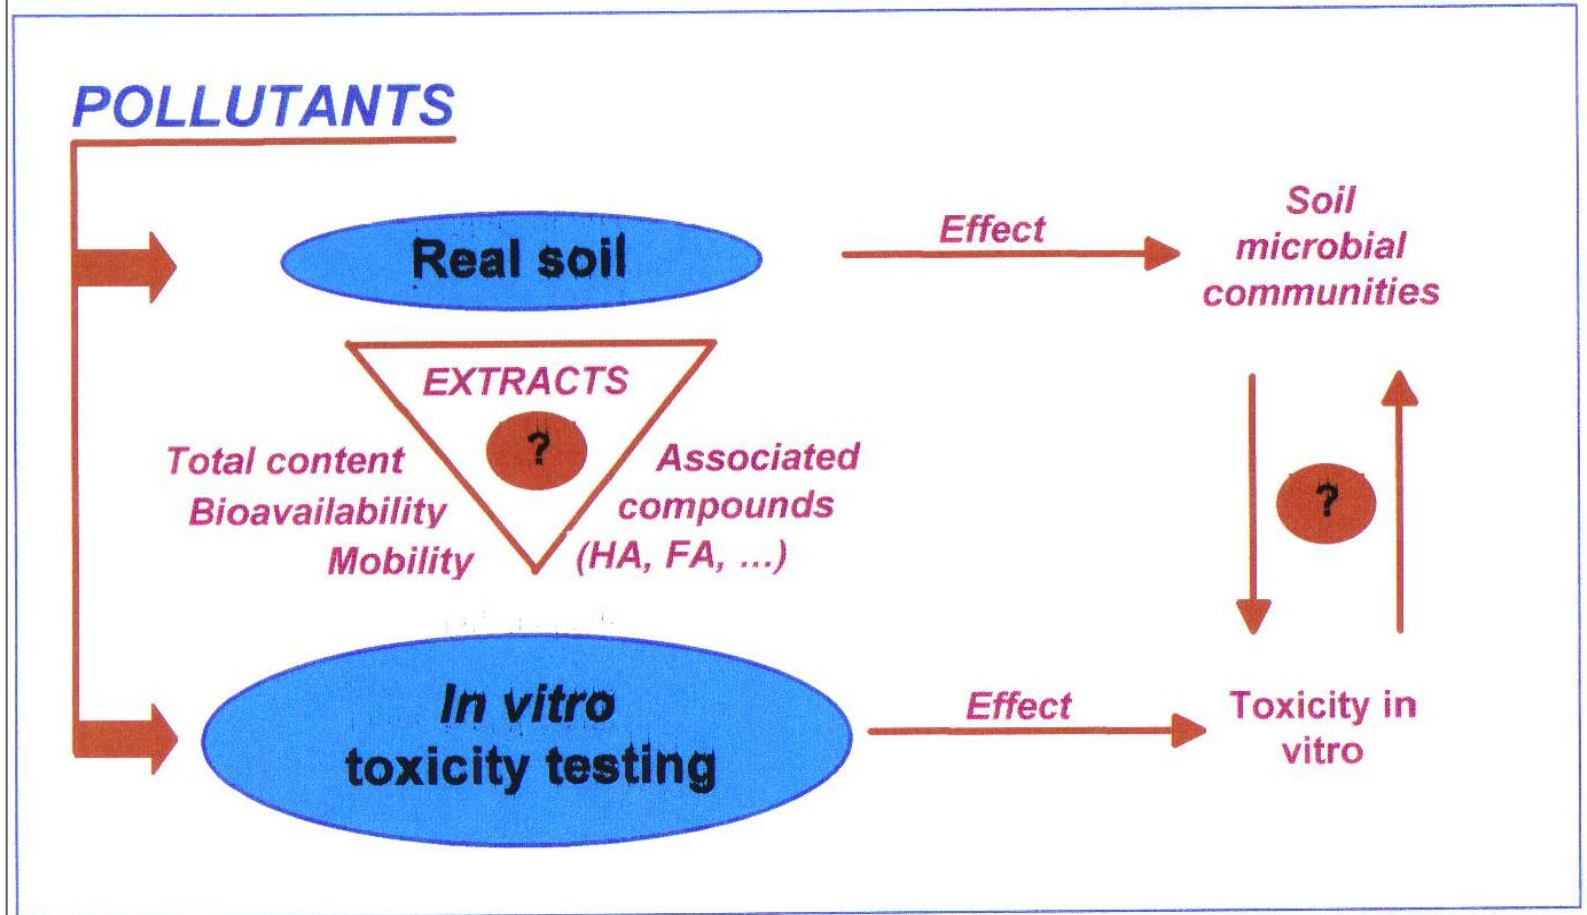 POLLUTANTS
Real soil
Effect
Soil
microbial
communities
EXTRACTS
?
Total content
Bioavailability
Mobility
Associated
compounds
(HA, FA, ...)
?
In vitro
toxicity testing
Effect
Toxicity in
vitro